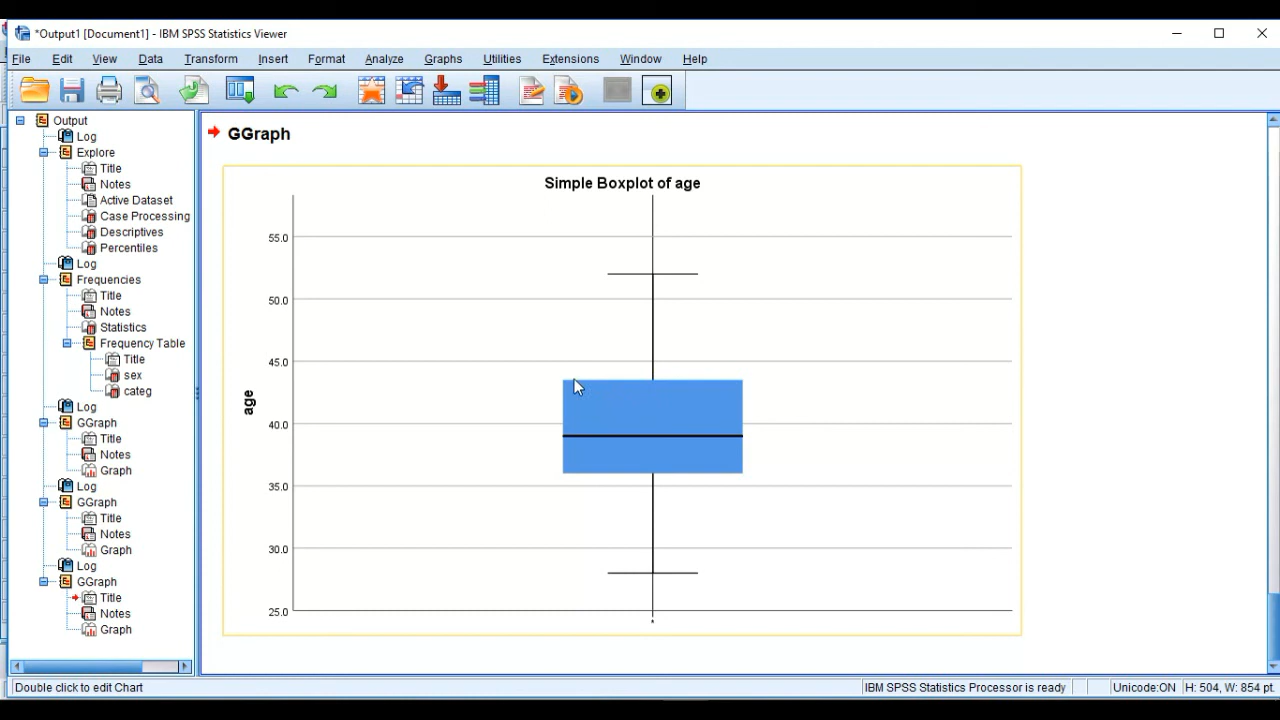 *Output1 [Document1] - IBM SPSS Statistics Viewer
File Edit View Data Transform Insert Format Analyze Graphs Utilities Extensions Window Help
Output
Log
Explore
Title
Notes
Active Dataset
Case Processing
Descriptives
Percentiles
Log
Frequencies
Title
Notes
Statistics
Frequency Table
Title
sex
categ
Log
GGraph
Title
Notes
Graph
Log
GGraph
Title
Notes
Graph
Log
GGraph
Title
Notes
Graph
GGraph
Simple Boxplot of age
55.0
50.0
45.0
40.0
35.0
30.0
25.0
age
Double click to edit Chart
IBM SPSS Statistics Processor is ready
Unicode:ON
H: 504, W: 854 pt.